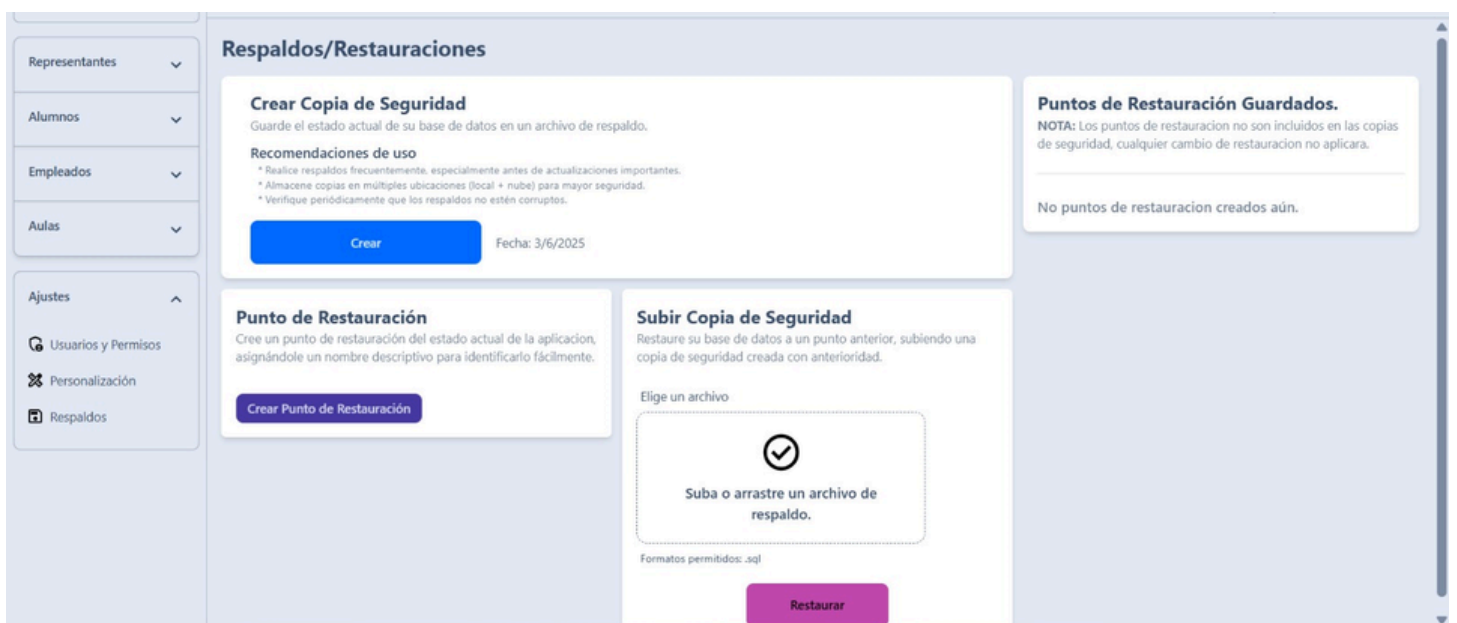 Representantes
Alumnos
Empleados
Aulas
Ajustes
Usuarios y Permisos
Personalización
Respaldos
Respaldos/Restauraciones
Crear Copia de Seguridad
Guarde el estado actual de su base de datos en un archivo de respaldo.
Recomendaciones de uso
* Realice respaldos frecuentemente, especialmente antes de actualizaciones importantes.
* Almacene copias en múltiples ubicaciones (local + nube) para mayor seguridad.
* Verifique periódicamente que los respaldos no estén corruptos.
Crear
Fecha: 3/6/2025
Punto de Restauración
Cree un punto de restauración del estado actual de la aplicacion,
asignándole un nombre descriptivo para identificarlo fácilmente.
Crear Punto de Restauración
Subir Copia de Seguridad
Restaure su base de datos a un punto anterior, subiendo una
copia de seguridad creada con anterioridad.
Elige un archivo
Suba o arrastre un archivo de
respaldo.
Formatos permitidos: .sql
Restaurar
Puntos de Restauración Guardados.
NOTA: Los puntos de restauracion no son incluidos en las copias
de seguridad, cualquier cambio de restauracion no aplicara.
No puntos de restauracion creados aún.